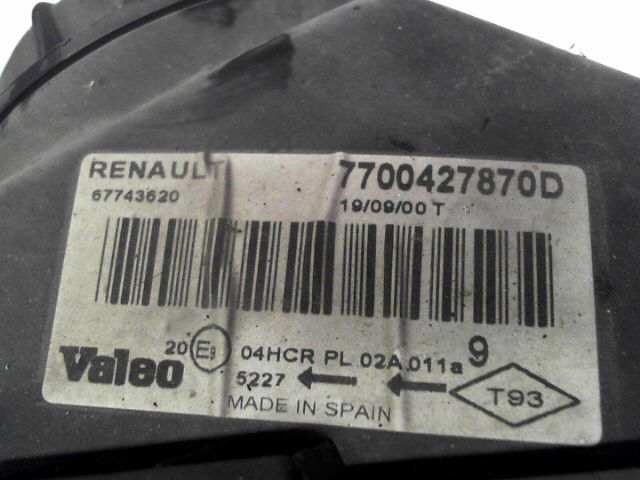 RENAULT 7700427870D
67743620 19/09/00 T
Valeo 20 E9 04HCR PL 02A 011a 9
5227
T93
MADE IN SPAIN